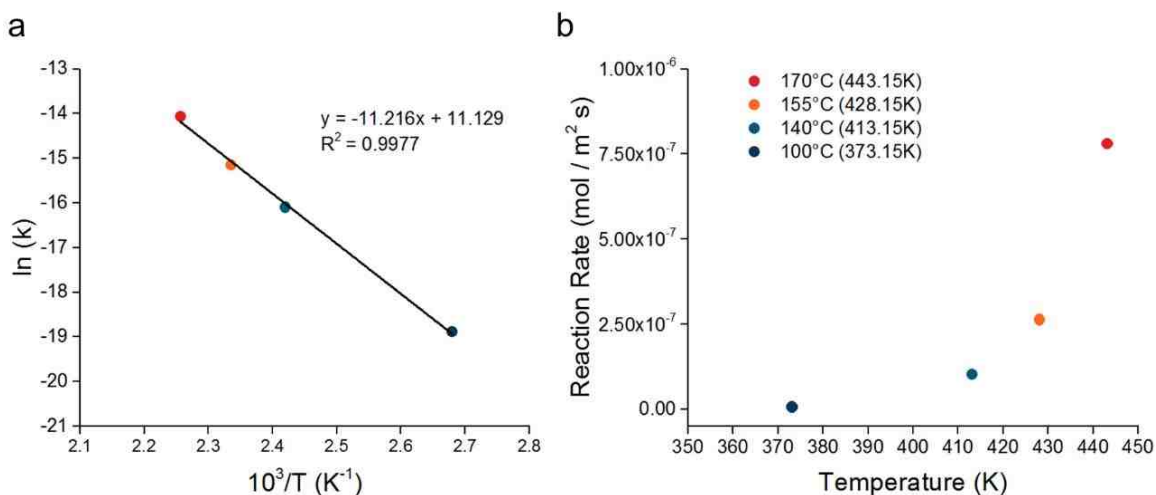 a
-13
-14
-15
-16
-17
-18
-19
-20
-21
ln (k)
y = -11.216x + 11.129
R² = 0.9977
2.1 2.2 2.3 2.4 2.5 2.6 2.7 2.8
10³/T (K⁻¹)
b
1.00x10⁻⁶
7.50x10⁻⁷
5.00x10⁻⁷
2.50x10⁻⁷
0.00
Reaction Rate (mol / m² s)
170°C (443.15K)
155°C (428.15K)
140°C (413.15K)
100°C (373.15K)
350 360 370 380 390 400 410 420 430 440 450
Temperature (K)